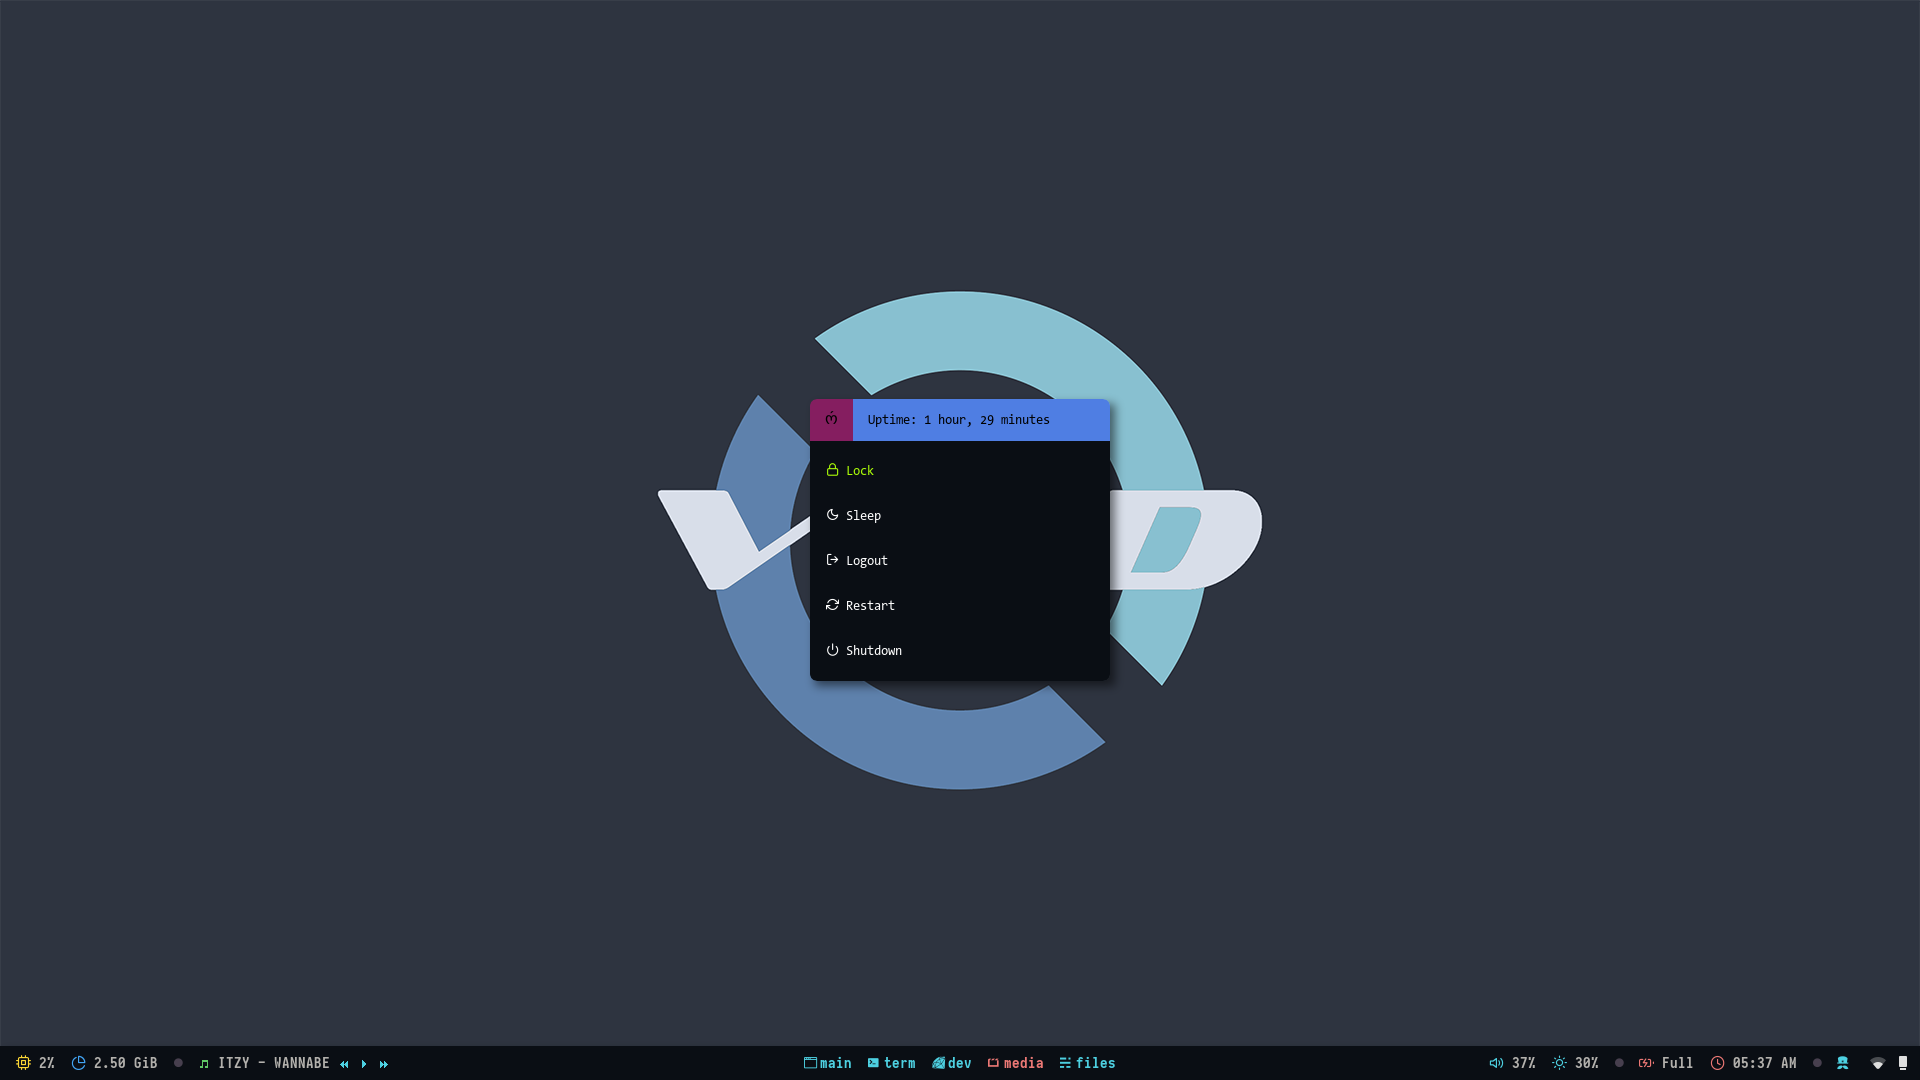 Uptime: 1 hour, 29 minutes
Lock
Sleep
Logout
Restart
Shutdown
2% 2.50 GiB ITZY - WANNABE main term dev media files 37% 30% Full 05:37 AM